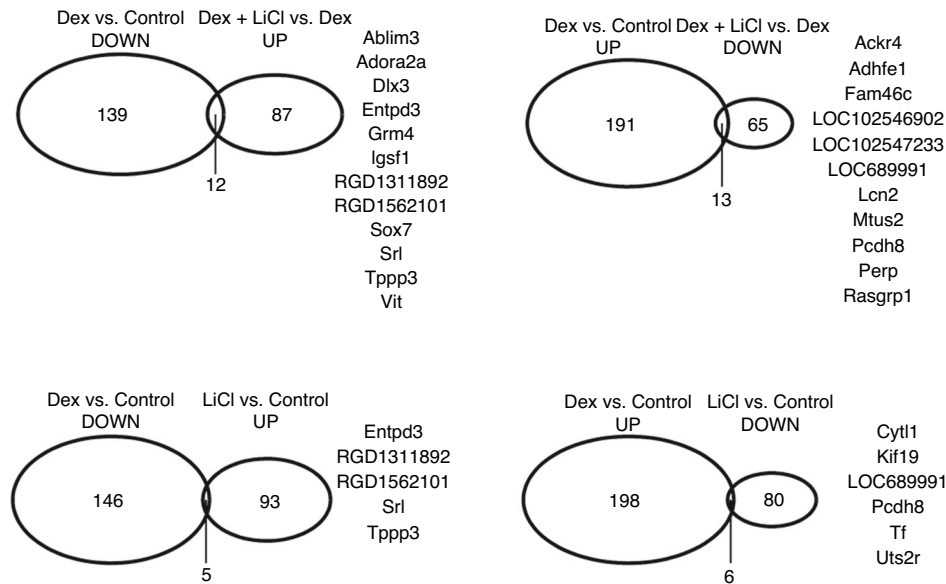 Dex vs. Control
DOWN
Dex + LiCl vs. Dex
UP
139
87
12
Ablim3
Adora2a
Dlx3
Entpd3
Grm4
Igsf1
RGD1311892
RGD1562101
Sox7
Srl
Tppp3
Vit
Dex vs. Control
UP
Dex + LiCl vs. Dex
DOWN
191
65
13
Ackr4
Adhfe1
Fam46c
LOC102546902
LOC102547233
LOC689991
Lcn2
Mtus2
Pcdh8
Perp
Rasgrp1
Dex vs. Control
DOWN
LiCl vs. Control
UP
146
93
5
Entpd3
RGD1311892
RGD1562101
Srl
Tppp3
Dex vs. Control
UP
LiCl vs. Control
DOWN
198
80
6
Cytl1
Kif19
LOC689991
Pcdh8
Tf
Uts2r